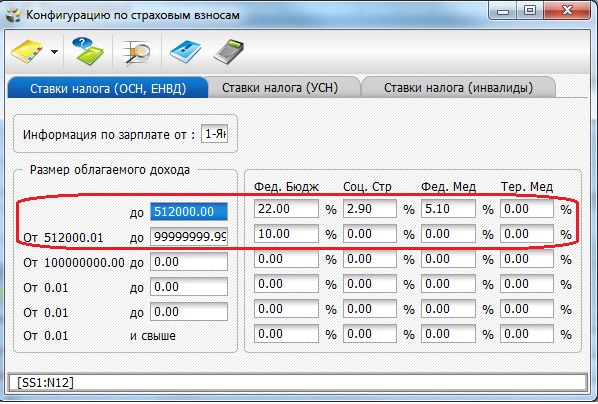 Конфигурацию по страховым взносам
Ставки налога (ОСН, ЕНВД) Ставки налога (УСН) Ставки налога (инвалиды)
Информация по зарплате от : 1-Ян
Размер облагаемого дохода
Фед. Бюдж Соц. Стр Фед. Мед Тер. Мед
до 512000.00 22.00 % 2.90 % 5.10 % 0.00 %
От 512000.01 до 99999999.99 10.00 % 0.00 % 0.00 % 0.00 %
От 100000000.00 до 0.00 0.00 % 0.00 % 0.00 % 0.00 %
От 0.01 до 0.00 0.00 % 0.00 % 0.00 % 0.00 %
От 0.01 до 0.00 0.00 % 0.00 % 0.00 % 0.00 %
От 0.01 и свыше 0.00 % 0.00 % 0.00 % 0.00 %
[SS1:N12]